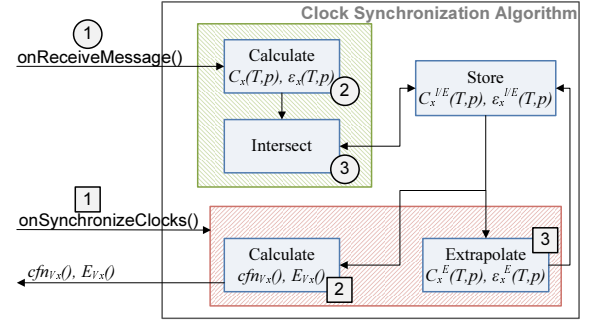 Clock Synchronization Algorithm
1
onReceiveMessage()
Calculate
Cₓ(T,p), εₓ(T,p)
2
Store
Cₓᴵ/ᴱ(T,p), εₓᴵ/ᴱ(T,p)
Intersect
3
1
onSynchronizeClocks()
Calculate
cfnᵥₓ(), Eᵥₓ()
2
Extrapolate
Cₓᴱ(T,p), εₓᴱ(T,p)
3
cfnᵥₓ(), Eᵥₓ()